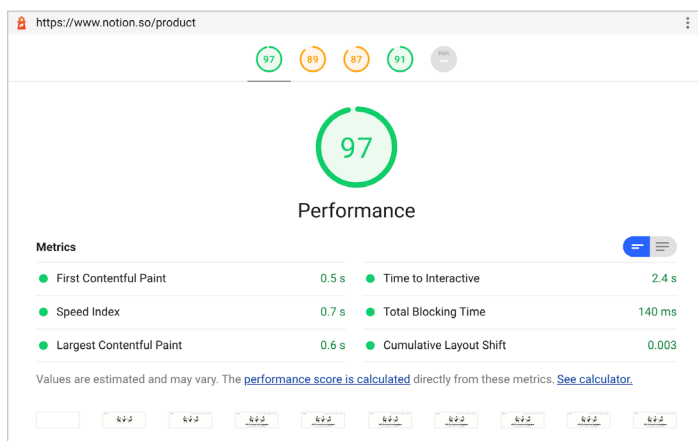 https://www.notion.so/product
97 89 87 91 PWA
97
Performance
Metrics
First Contentful Paint 0.5 s
Time to Interactive 2.4 s
Speed Index 0.7 s
Total Blocking Time 140 ms
Largest Contentful Paint 0.6 s
Cumulative Layout Shift 0.003
Values are estimated and may vary. The performance score is calculated directly from these metrics. See calculator.